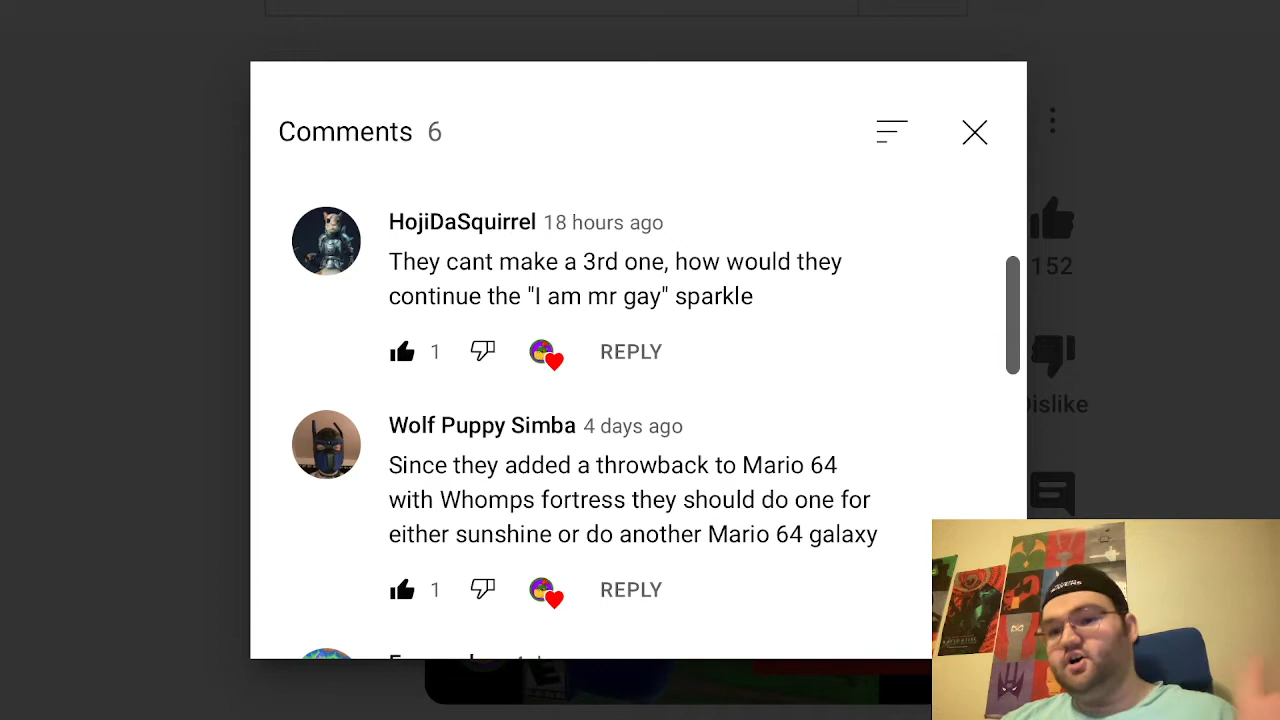 Comments 6
HojiDaSquirrel 18 hours ago
They cant make a 3rd one, how would they
continue the "I am mr gay" sparkle
1 REPLY
152
Wolf Puppy Simba 4 days ago
Dislike
Since they added a throwback to Mario 64
with Whomps fortress they should do one for
either sunshine or do another Mario 64 galaxy
1 REPLY